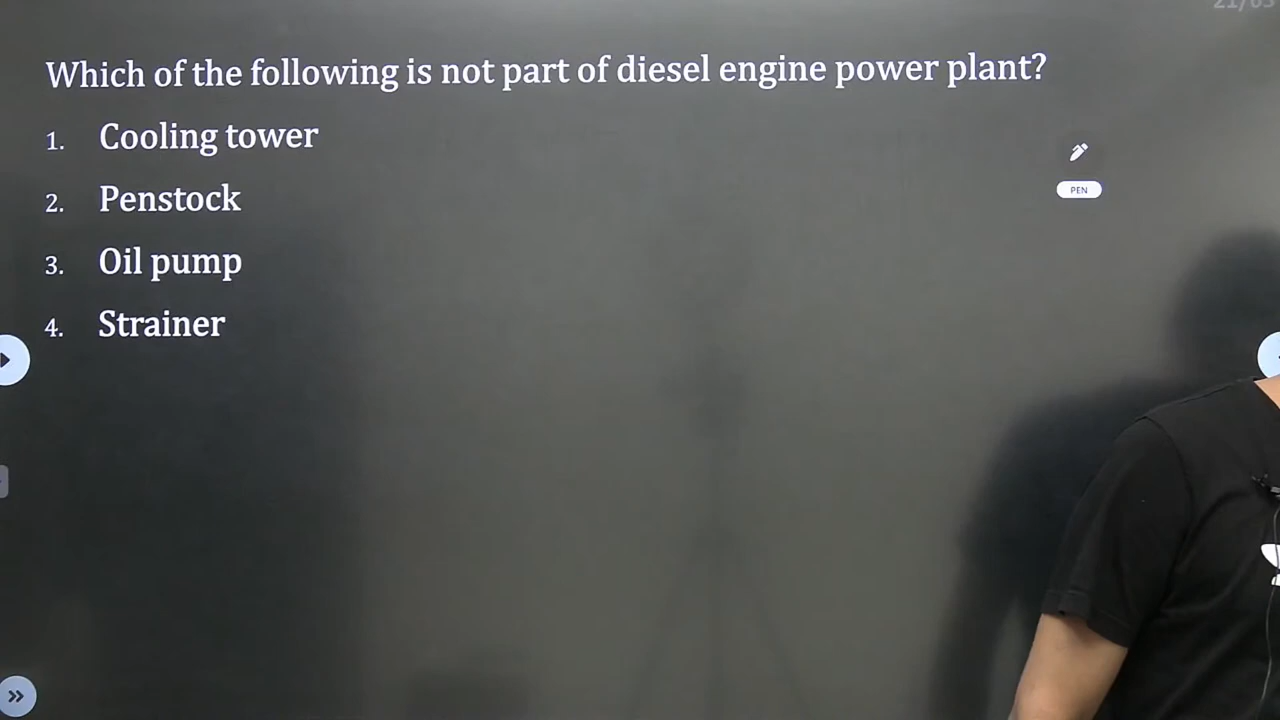 Which of the following is not part of diesel engine power plant?
1. Cooling tower
2. Penstock
3. Oil pump
4. Strainer
PEN